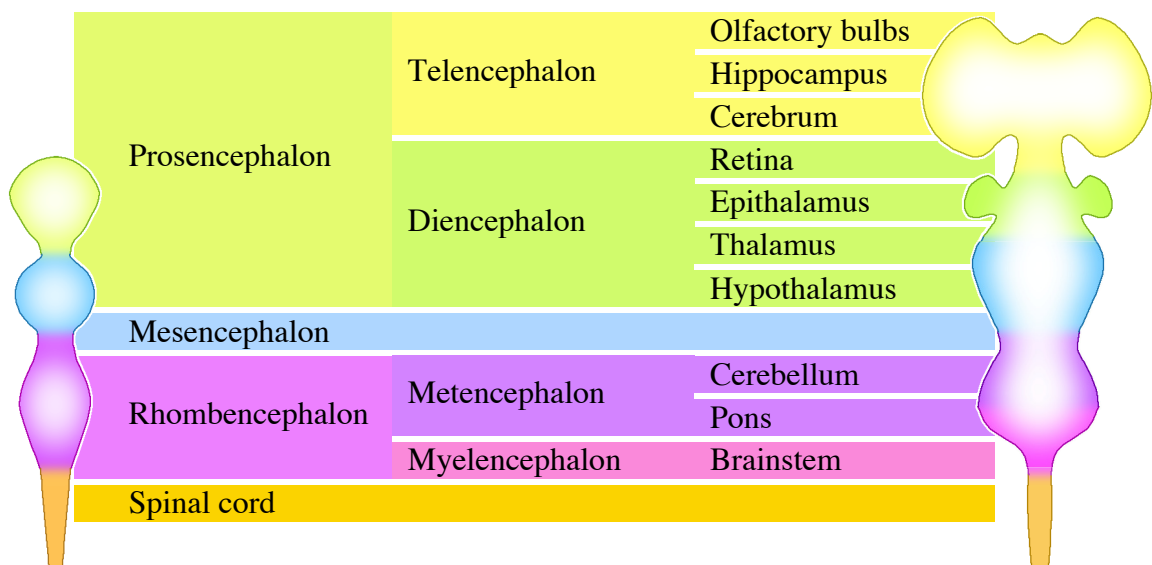 Prosencephalon
Telencephalon
Olfactory bulbs
Hippocampus
Cerebrum
Diencephalon
Retina
Epithalamus
Thalamus
Hypothalamus
Mesencephalon
Rhombencephalon
Metencephalon
Cerebellum
Pons
Myelencephalon
Brainstem
Spinal cord